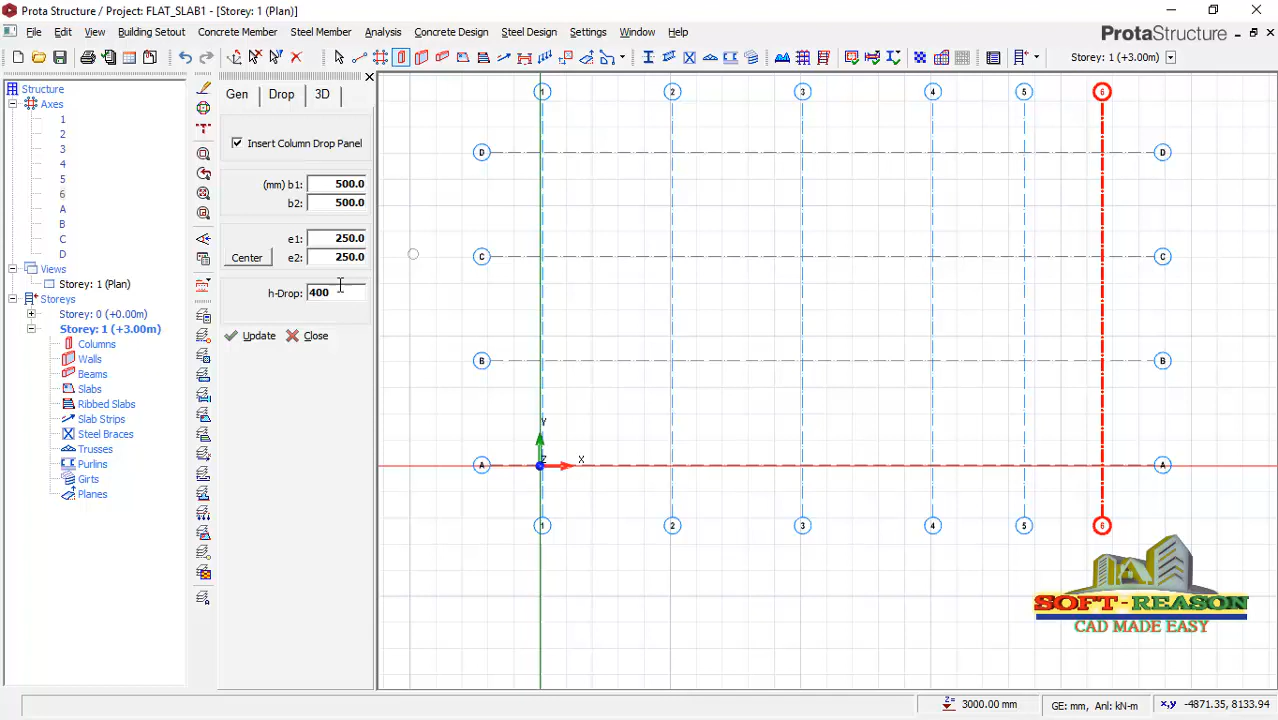 Prota Structure / Project: FLAT_SLAB1 - [Storey: 1 (Plan)]
File Edit View Building Setout Concrete Member Steel Member Analysis Concrete Design Steel Design Settings Window Help
ProtaStructure
Storey: 1 (+3.00m)
Structure
Axes
1
2
3
4
5
6
A
B
C
D
Views
Storey: 1 (Plan)
Storeys
Storey: 0 (+0.00m)
Storey: 1 (+3.00m)
Columns
Walls
Beams
Slabs
Ribbed Slabs
Slab Strips
Steel Braces
Trusses
Purlins
Girts
Planes
Gen Drop 3D
Insert Column Drop Panel
(mm) b1: 500.0
b2: 500.0
e1: 250.0
Center e2: 250.0
h-Drop: 400
Update Close
1 2 3 4 5 6
D D
C C
B B
Y
Z X
A A
1 2 3 4 5 6
SOFT-REASON
CAD MADE EASY
Z= 3000.00 mm GE: mm, Anl: kN-m x,y -4871.35, 8133.94